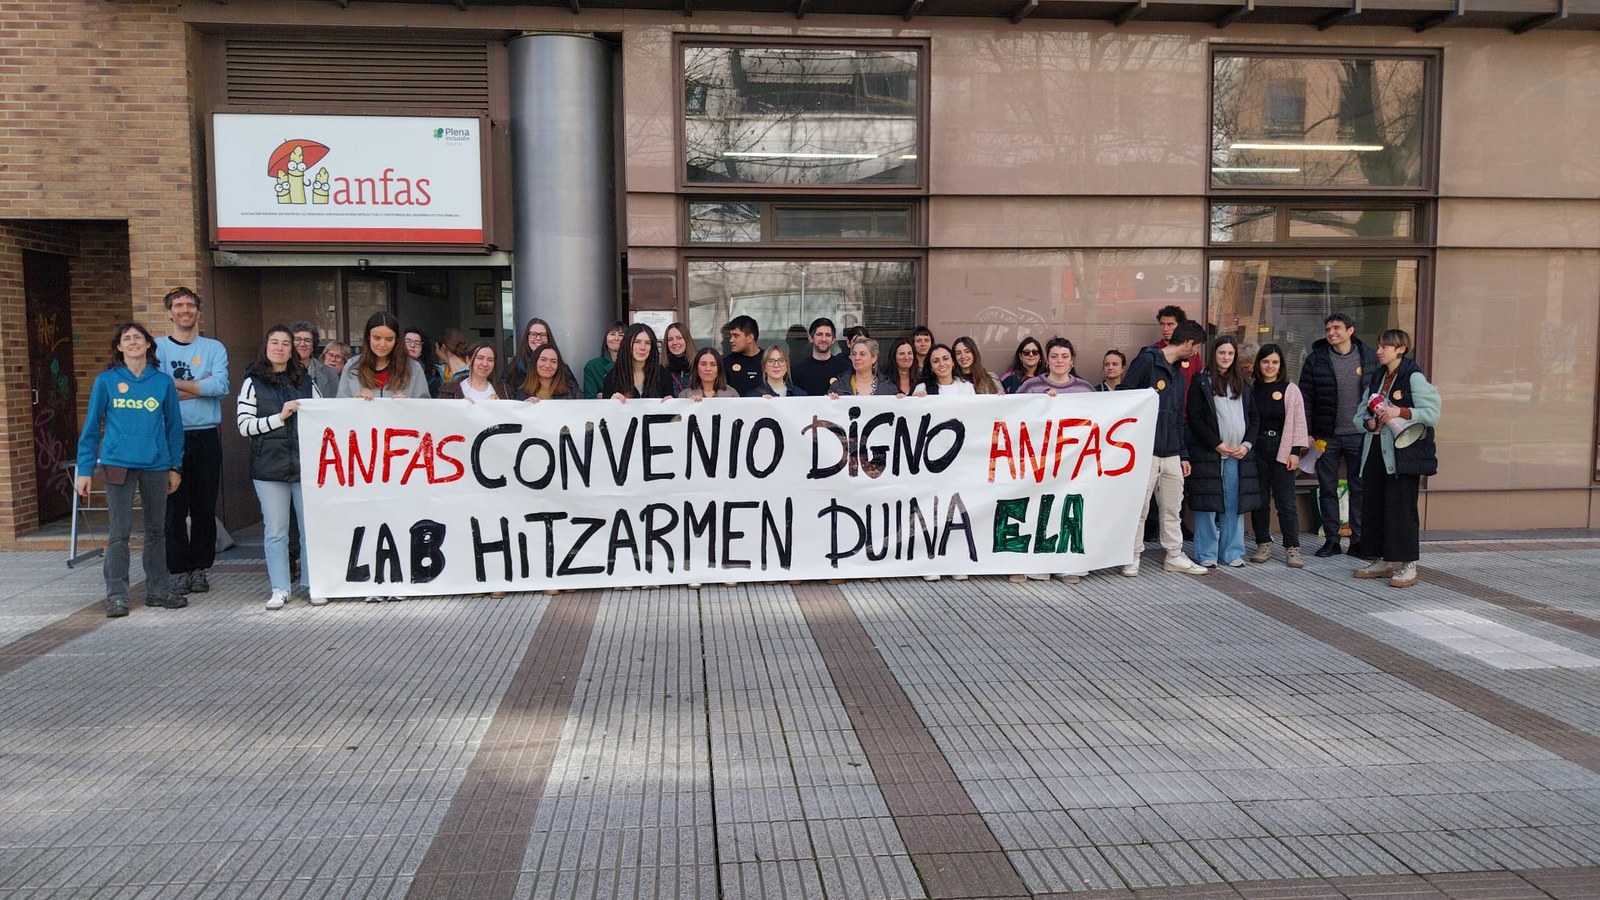 Plena
inclusión
anfas
ANFAS CONVENIO DIGNO ANFAS
LAB HITZARMEN DUINA ELA
IZAS